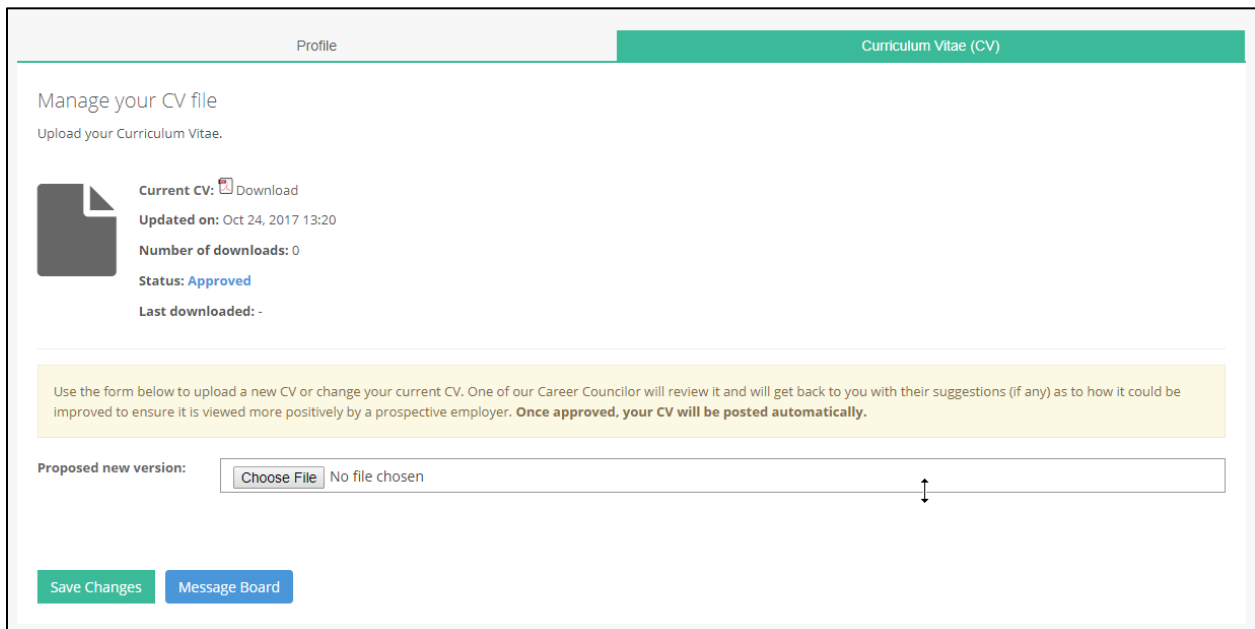 Profile
Curriculum Vitae (CV)
Manage your CV file
Upload your Curriculum Vitae.
Current CV: Download
Updated on: Oct 24, 2017 13:20
Number of downloads: 0
Status: Approved
Last downloaded: -
Use the form below to upload a new CV or change your current CV. One of our Career Councilor will review it and will get back to you with their suggestions (if any) as to how it could be
improved to ensure it is viewed more positively by a prospective employer. Once approved, your CV will be posted automatically.
Proposed new version:
Choose File No file chosen
Save Changes
Message Board